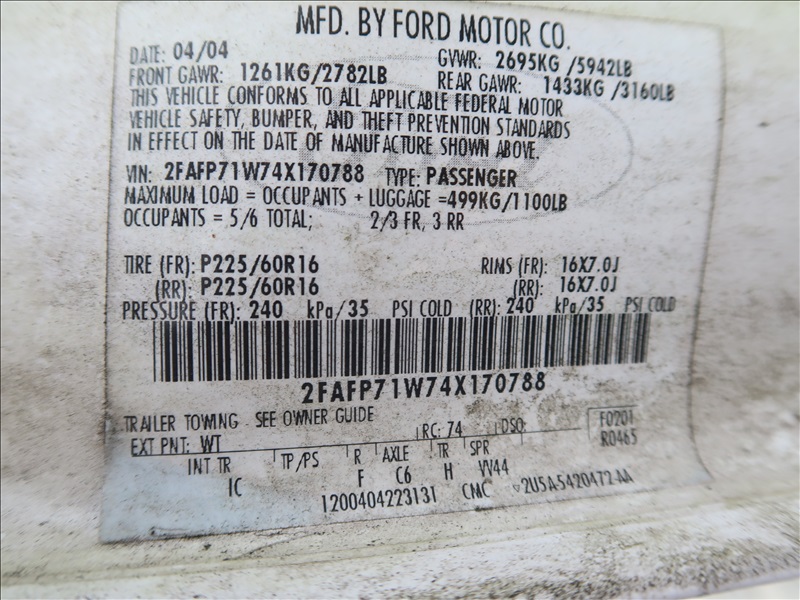 MFD. BY FORD MOTOR CO.
DATE: 04/04 GVWR: 2695KG /5942LB
FRONT GAWR: 1261KG/2782LB REAR GAWR: 1433KG /3160LB
THIS VEHICLE CONFORMS TO ALL APPLICABLE FEDERAL MOTOR
VEHICLE SAFETY, BUMPER, AND THEFT PREVENTION STANDARDS
IN EFFECT ON THE DATE OF MANUFACTURE SHOWN ABOVE.
VIN: 2FAFP71W74X170788 TYPE: PASSENGER
MAXIMUM LOAD = OCCUPANTS + LUGGAGE =499KG/1100LB
OCCUPANTS = 5/6 TOTAL; 2/3 FR, 3 RR
TIRE (FR): P225/60R16 RIMS (FR): 16X7.0J
(RR): P225/60R16 (RR): 16X7.0J
PRESSURE (FR): 240 kPa/35 PSI COLD (RR): 240 kPa/35 PSI COLD
2FAFP71W74X170788
TRAILER TOWING - SEE OWNER GUIDE
EXT PNT: WT RC: 74 DSO: F0201
R0465
INT TR TP/PS R AXLE TR SPR
IC F C6 H VV44
1200404223131 CMC 2U5A-5420472-AA